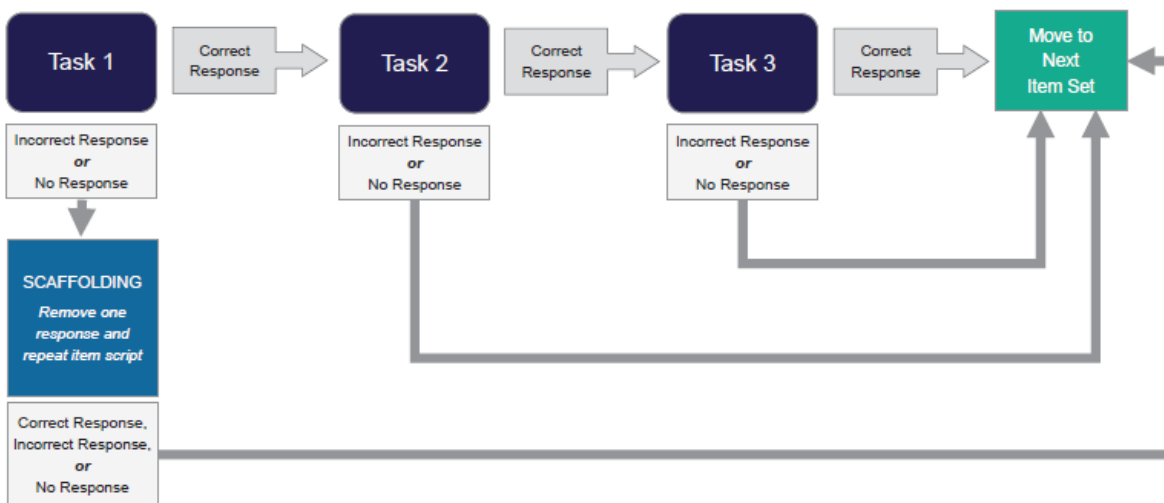 Task 1
Correct
Response
Task 2
Correct
Response
Task 3
Correct
Response
Move to
Next
Item Set
Incorrect Response
or
No Response
Incorrect Response
or
No Response
Incorrect Response
or
No Response
SCAFFOLDING
Remove one
response and
repeat item script
Correct Response,
Incorrect Response,
or
No Response